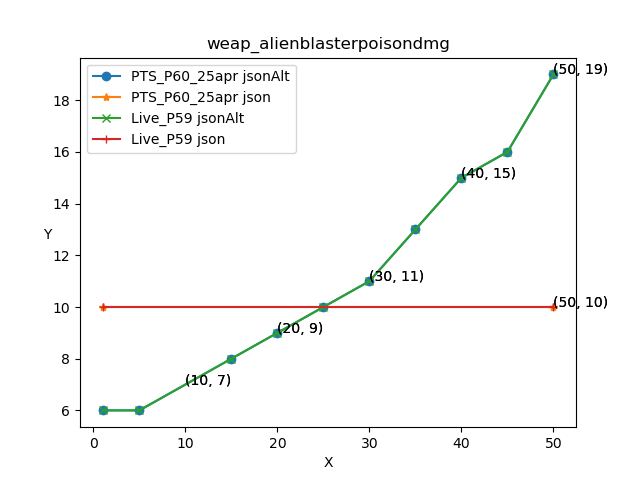 weap_alienblasterpoisondmg
PTS_P60_25apr jsonAlt
PTS_P60_25apr json
Live_P59 jsonAlt
Live_P59 json
(50, 19)
(40, 15)
(30, 11)
(50, 10)
(20, 9)
(10, 7)
Y
18
16
14
12
10
8
6
0
10
20
30
40
50
X